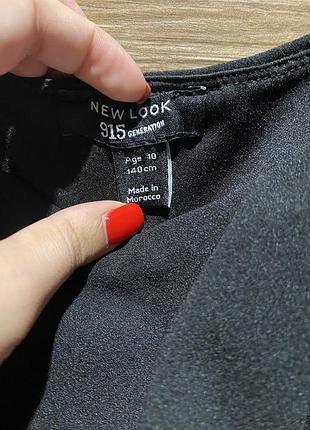 NEW LOOK
915 GENERATION
Age 10
140cm
Made in
Morocco